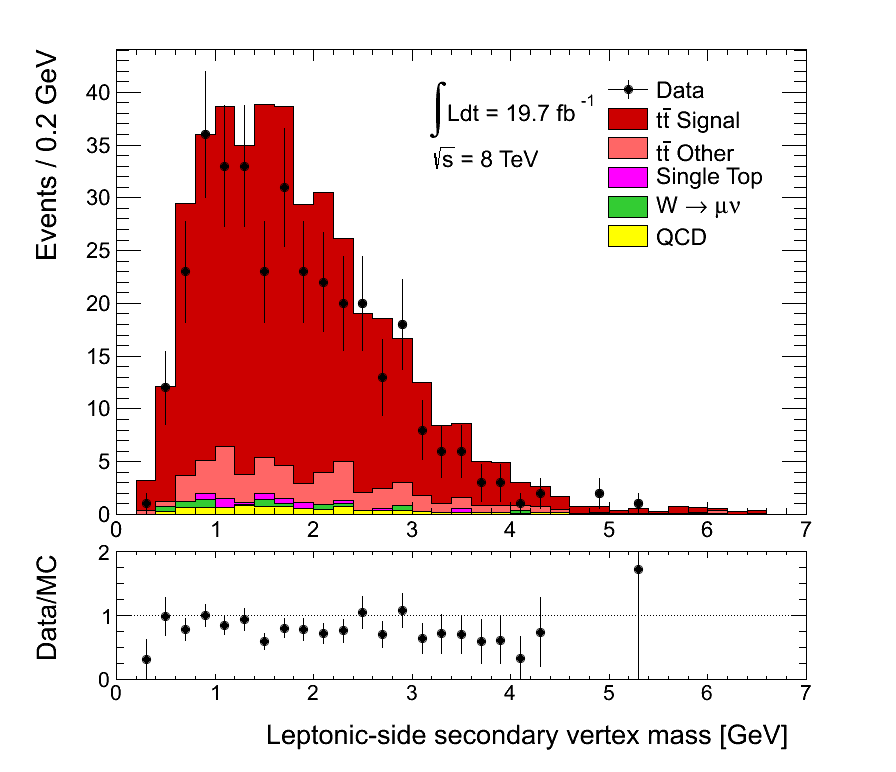 Events / 0.2 GeV
40
35
30
25
20
15
10
5
0
∫ Ldt = 19.7 fb⁻¹
√s = 8 TeV
Data
tt̄ Signal
tt̄ Other
Single Top
W → μν
QCD
0 1 2 3 4 5 6 7
Data/MC
2
1
0
0 1 2 3 4 5 6 7
Leptonic-side secondary vertex mass [GeV]